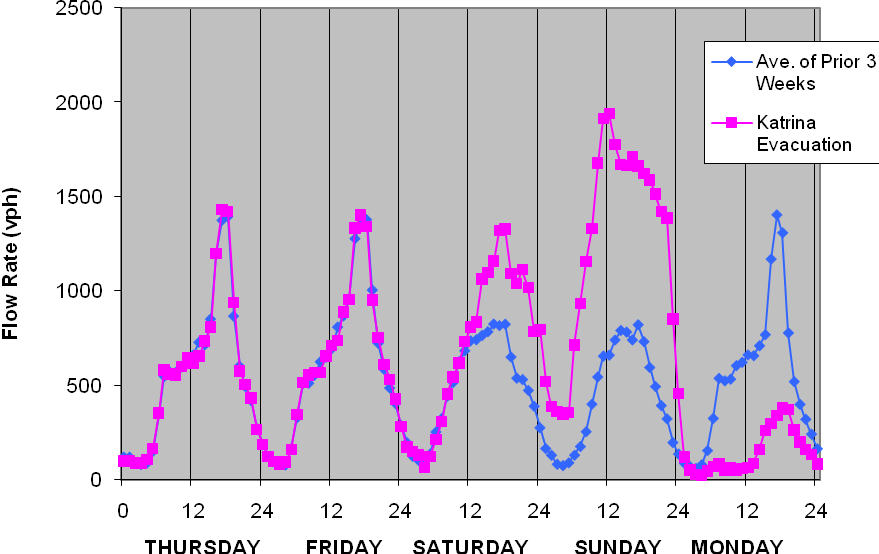 2500
2000
1500
1000
500
0
Flow Rate (vph)
Ave. of Prior 3
Weeks
Katrina
Evacuation
0 12 24 12 24 12 24 12 24 12 24
THURSDAY FRIDAY SATURDAY SUNDAY MONDAY